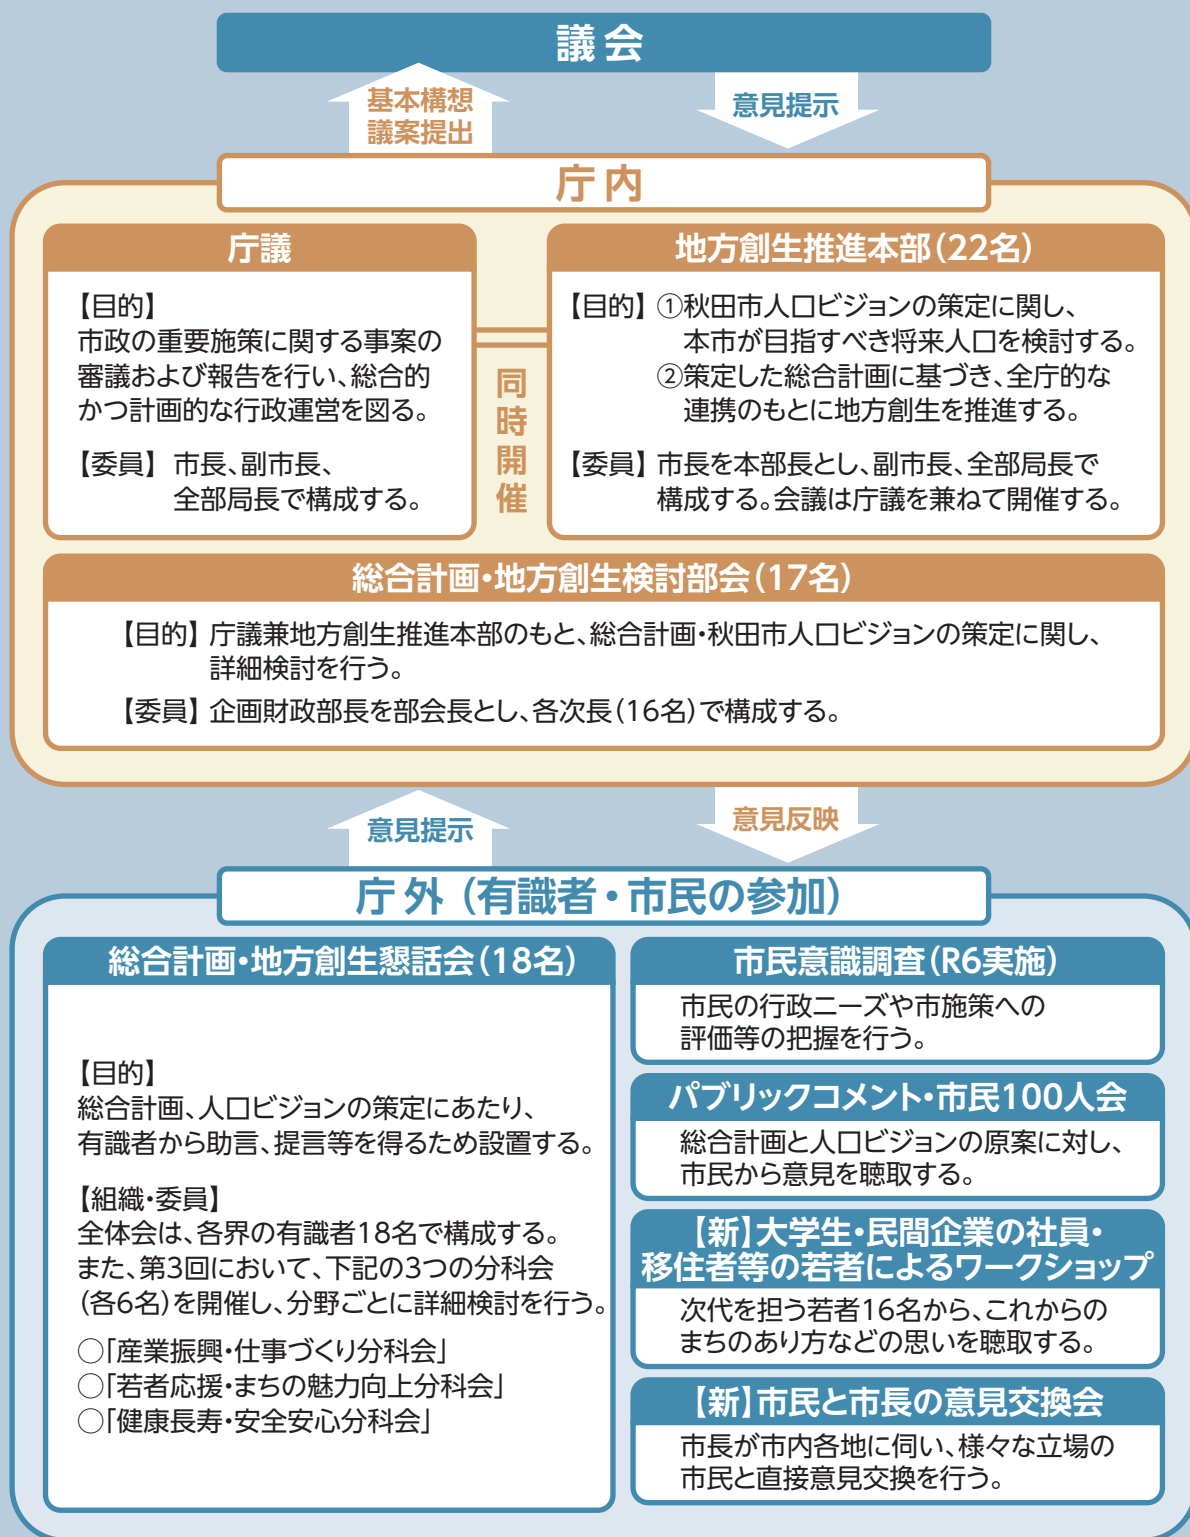 議会
基本構想
議案提出
意見提示
庁内
庁議
【目的】
市政の重要施策に関する事案の
審議および報告を行い、総合的
かつ計画的な行政運営を図る。
【委員】 市長、副市長、
全部局長で構成する。
同時開催
地方創生推進本部（22名）
【目的】 ①秋田市人口ビジョンの策定に関し、
本市が目指すべき将来人口を検討する。
②策定した総合計画に基づき、全庁的な
連携のもとに地方創生を推進する。
【委員】 市長を本部長とし、副市長、全部局長で
構成する。会議は庁議を兼ねて開催する。
総合計画・地方創生検討部会（17名）
【目的】 庁議兼地方創生推進本部のもと、総合計画・秋田市人口ビジョンの策定に関し、
詳細検討を行う。
【委員】 企画財政部長を部会長とし、各次長（16名）で構成する。
意見提示
意見反映
庁外（有識者・市民の参加）
総合計画・地方創生懇話会（18名）
【目的】
総合計画、人口ビジョンの策定にあたり、
有識者から助言、提言等を得るため設置する。
【組織・委員】
全体会は、各界の有識者18名で構成する。
また、第3回において、下記の3つの分科会
（各6名）を開催し、分野ごとに詳細検討を行う。
○「産業振興・仕事づくり分科会」
○「若者応援・まちの魅力向上分科会」
○「健康長寿・安全安心分科会」
市民意識調査（R6実施）
市民の行政ニーズや市施策への
評価等の把握を行う。
パブリックコメント・市民100人会
総合計画と人口ビジョンの原案に対し、
市民から意見を聴取する。
【新】大学生・民間企業の社員・
移住者等の若者によるワークショップ
次代を担う若者16名から、これからの
まちのあり方などの思いを聴取する。
【新】市民と市長の意見交換会
市長が市内各地に伺い、様々な立場の
市民と直接意見交換を行う。